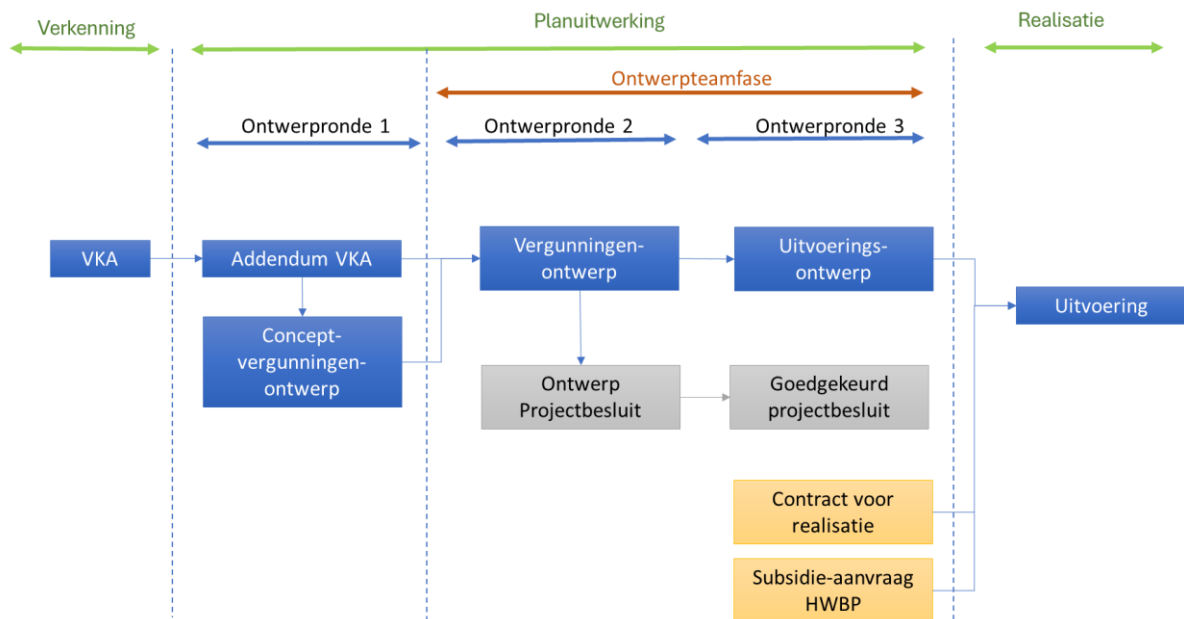 Verkenning
Planuitwerking
Realisatie
Ontwerpteamfase
Ontwerpronde 1
Ontwerpronde 2
Ontwerpronde 3
VKA
Addendum VKA
Vergunningen-
ontwerp
Uitvoerings-
ontwerp
Uitvoering
Concept-
vergunningen-
ontwerp
Ontwerp
Projectbesluit
Goedgekeurd
projectbesluit
Contract voor
realisatie
Subsidie-aanvraag
HWBP